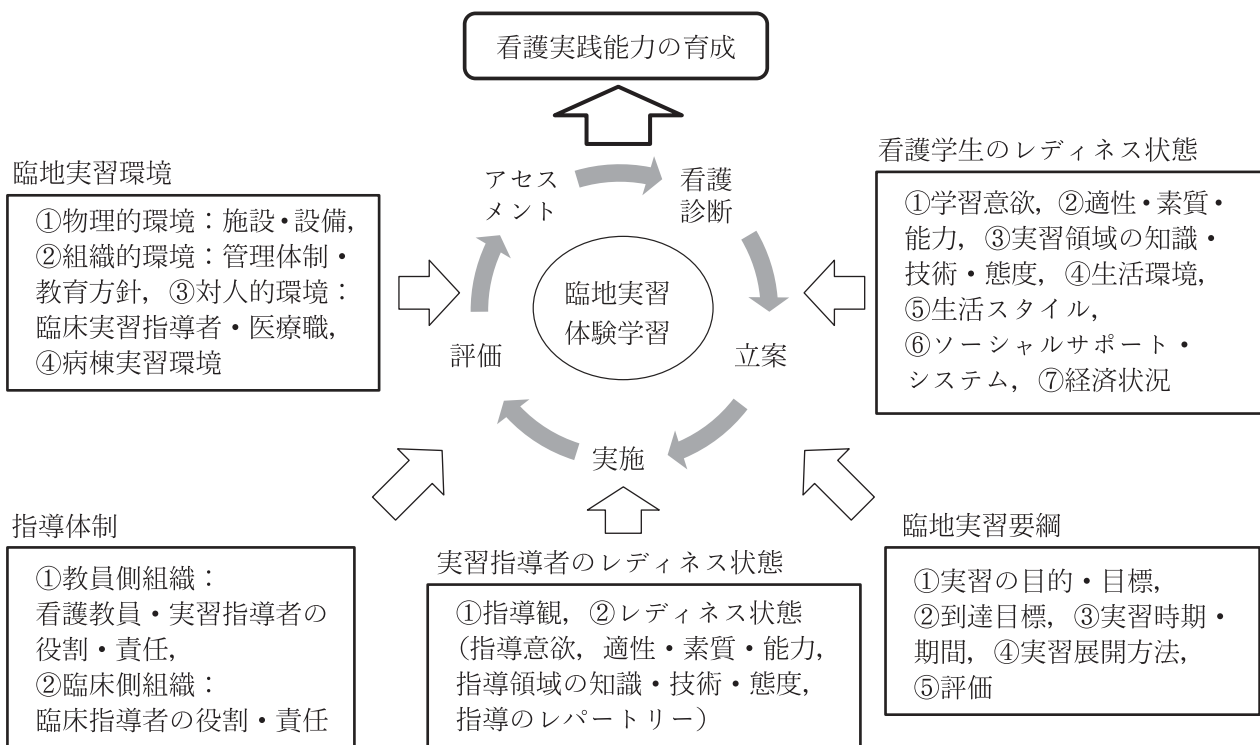 看護実践能力の育成
臨地実習環境
①物理的環境：施設・設備，
②組織的環境：管理体制・
教育方針，③対人的環境：
臨床実習指導者・医療職，
④病棟実習環境
アセス
メント
看護
診断
臨地実習
体験学習
評価
立案
実施
看護学生のレディネス状態
①学習意欲，②適性・素質・
能力，③実習領域の知識・
技術・態度，④生活環境，
⑤生活スタイル，
⑥ソーシャルサポート・
システム，⑦経済状況
指導体制
①教員側組織：
看護教員・実習指導者の
役割・責任，
②臨床側組織：
臨床指導者の役割・責任
実習指導者のレディネス状態
①指導観，②レディネス状態
（指導意欲，適性・素質・能力，
指導領域の知識・技術・態度，
指導のレパートリー）
臨地実習要綱
①実習の目的・目標，
②到達目標，③実習時期・
期間，④実習展開方法，
⑤評価